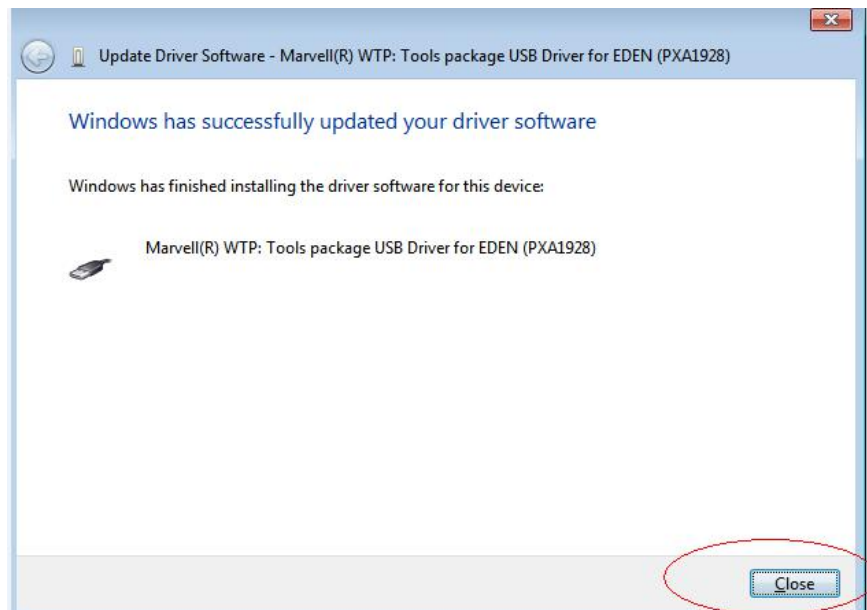 Update Driver Software - Marvell(R) WTP: Tools package USB Driver for EDEN (PXA1928)
Windows has successfully updated your driver software
Windows has finished installing the driver software for this device:
Marvell(R) WTP: Tools package USB Driver for EDEN (PXA1928)
Close